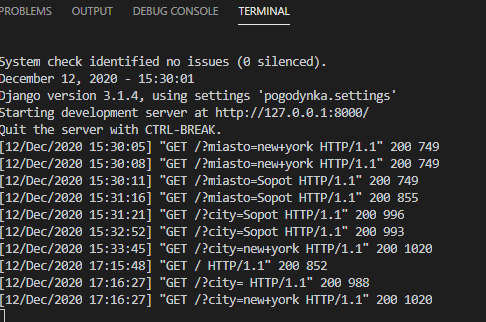 PROBLEMS OUTPUT DEBUG CONSOLE TERMINAL
System check identified no issues (0 silenced).
December 12, 2020 - 15:30:01
Django version 3.1.4, using settings 'pogodynka.settings'
Starting development server at http://127.0.0.1:8000/
Quit the server with CTRL-BREAK.
[12/Dec/2020 15:30:05] "GET /?miasto=new+york HTTP/1.1" 200 749
[12/Dec/2020 15:30:08] "GET /?miasto=new+york HTTP/1.1" 200 749
[12/Dec/2020 15:30:11] "GET /?miasto=Sopot HTTP/1.1" 200 749
[12/Dec/2020 15:31:16] "GET /?miasto=Sopot HTTP/1.1" 200 855
[12/Dec/2020 15:31:21] "GET /?city=Sopot HTTP/1.1" 200 996
[12/Dec/2020 15:32:52] "GET /?city=Sopot HTTP/1.1" 200 993
[12/Dec/2020 15:33:45] "GET /?city=new+york HTTP/1.1" 200 1020
[12/Dec/2020 17:15:48] "GET / HTTP/1.1" 200 852
[12/Dec/2020 17:16:27] "GET /?city= HTTP/1.1" 200 988
[12/Dec/2020 17:16:27] "GET /?city=new+york HTTP/1.1" 200 1020